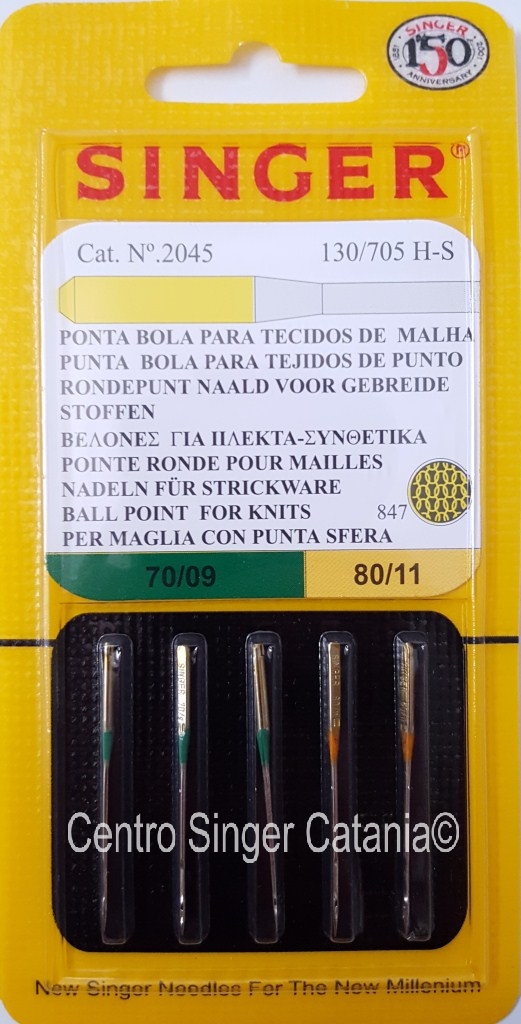 SINGER
1851 150 2001
ANNIVERSARY
SINGER®
Cat. Nº.2045 130/705 H-S
PONTA BOLA PARA TECIDOS DE MALHA
PUNTA BOLA PARA TEJIDOS DE PUNTO
RONDEPUNT NAALD VOOR GEBREIDE
STOFFEN
ΒΕΛΟΝΕΣ ΓΙΑ ΠΛΕΚΤΑ-ΣΥΝΘΕΤΙΚΑ
POINTE RONDE POUR MAILLES
NADELN FÜR STRICKWARE
BALL POINT FOR KNITS 847
PER MAGLIA CON PUNTA SFERA
70/09 80/11
Centro Singer Catania©
New Singer Needles For The New Millenium